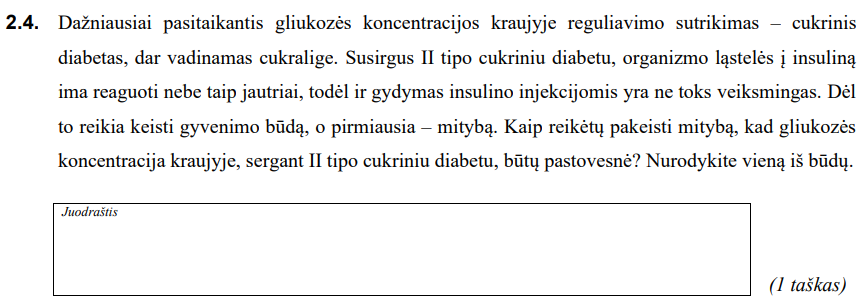 2.4. Dažniausiai pasitaikantis gliukozės koncentracijos kraujyje reguliavimo sutrikimas – cukrinis
diabetas, dar vadinamas cukralige. Susirgus II tipo cukriniu diabetu, organizmo ląstelės į insuliną
ima reaguoti nebe taip jautriai, todėl ir gydymas insulino injekcijomis yra ne toks veiksmingas. Dėl
to reikia keisti gyvenimo būdą, o pirmiausia – mitybą. Kaip reikėtų pakeisti mitybą, kad gliukozės
koncentracija kraujyje, sergant II tipo cukriniu diabetu, būtų pastovesnė? Nurodykite vieną iš būdų.
Juodraštis
(1 taškas)